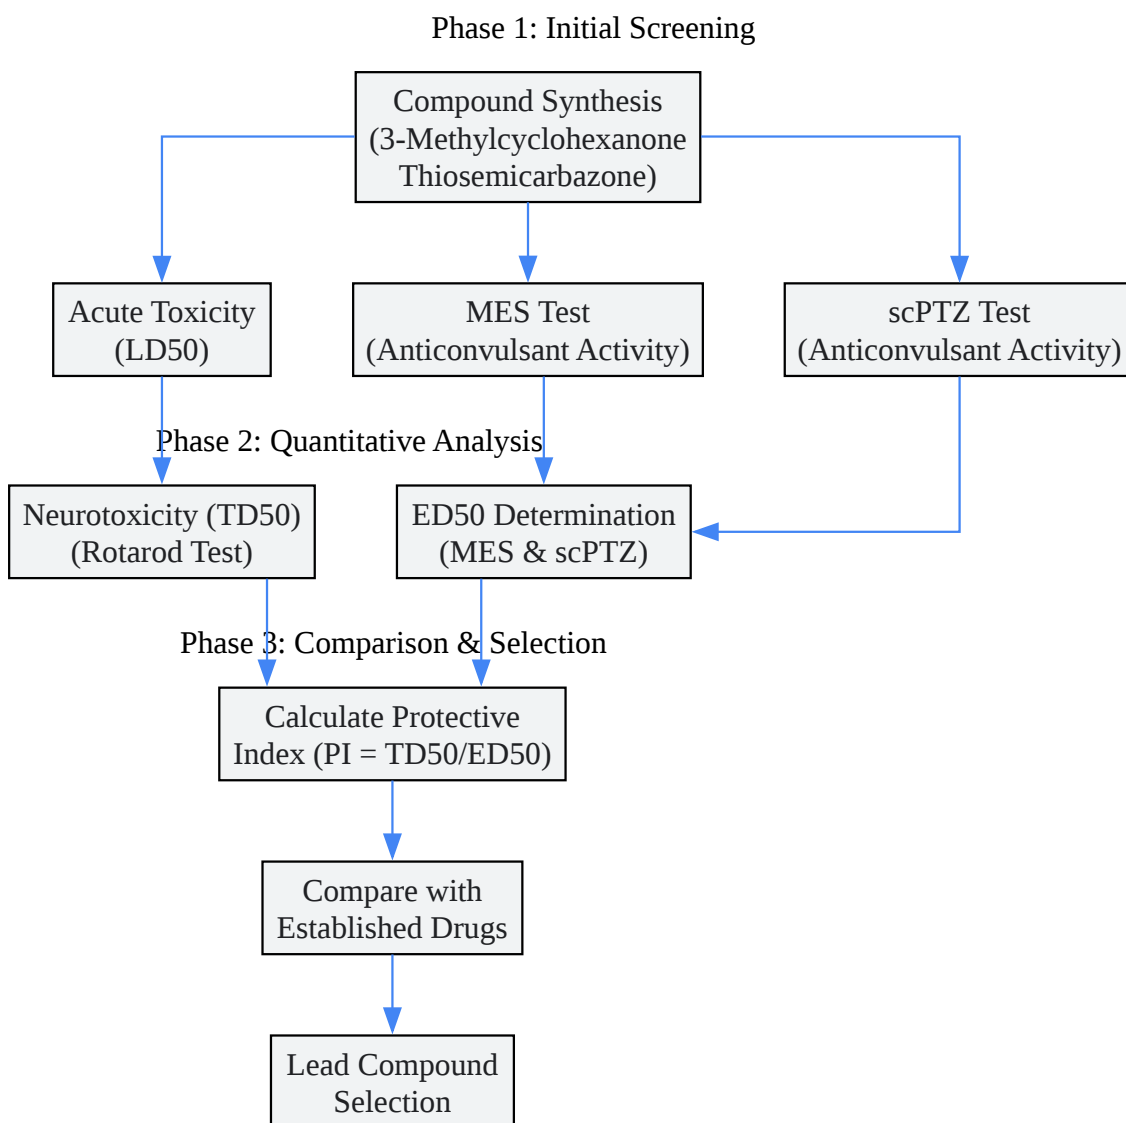 Phase 1: Initial Screening
Compound Synthesis
(3-Methylcyclohexanone
Thiosemicarbazone)
Acute Toxicity
(LD50)
MES Test
(Anticonvulsant Activity)
scPTZ Test
(Anticonvulsant Activity)
Phase 2: Quantitative Analysis
Neurotoxicity (TD50)
(Rotarod Test)
ED50 Determination
(MES & scPTZ)
Phase 3: Comparison & Selection
Calculate Protective
Index (PI = TD50/ED50)
Compare with
Established Drugs
Lead Compound
Selection